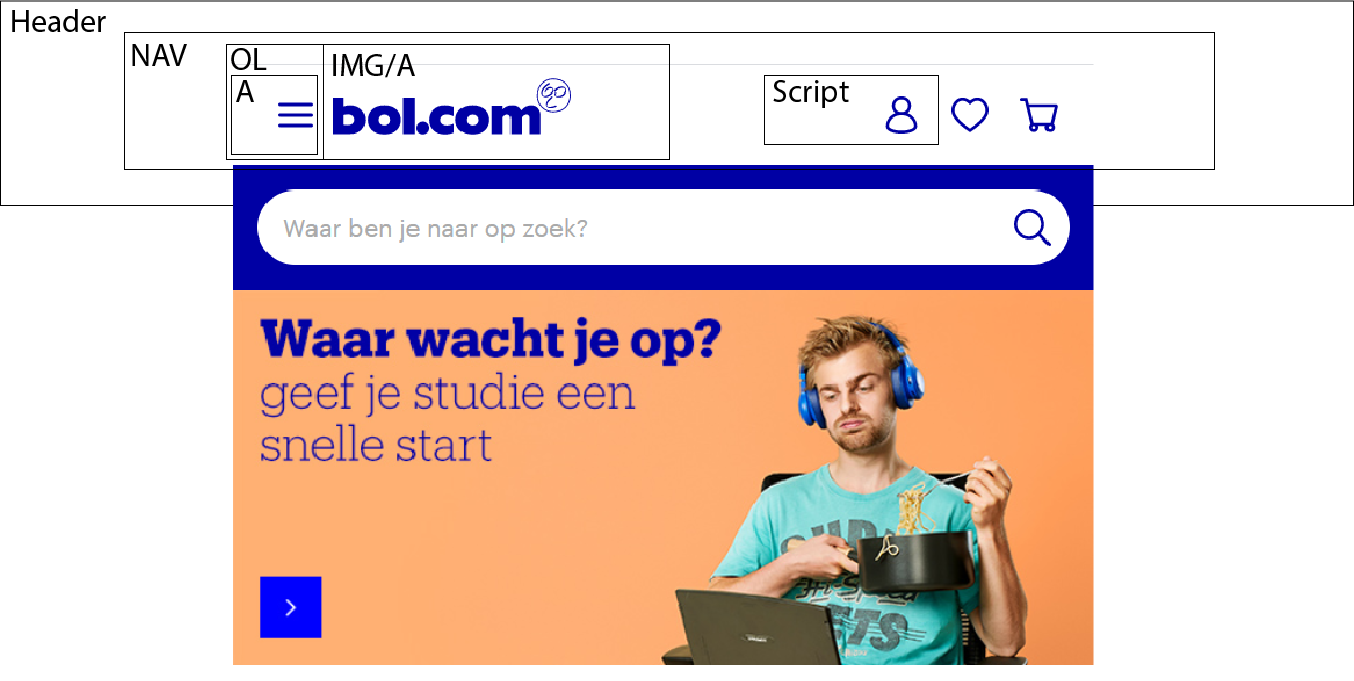 Header
NAV
OL
IMG/A
A
Script
bol.com
Waar ben je naar op zoek?
Waar wacht je op?
geef je studie een
snelle start